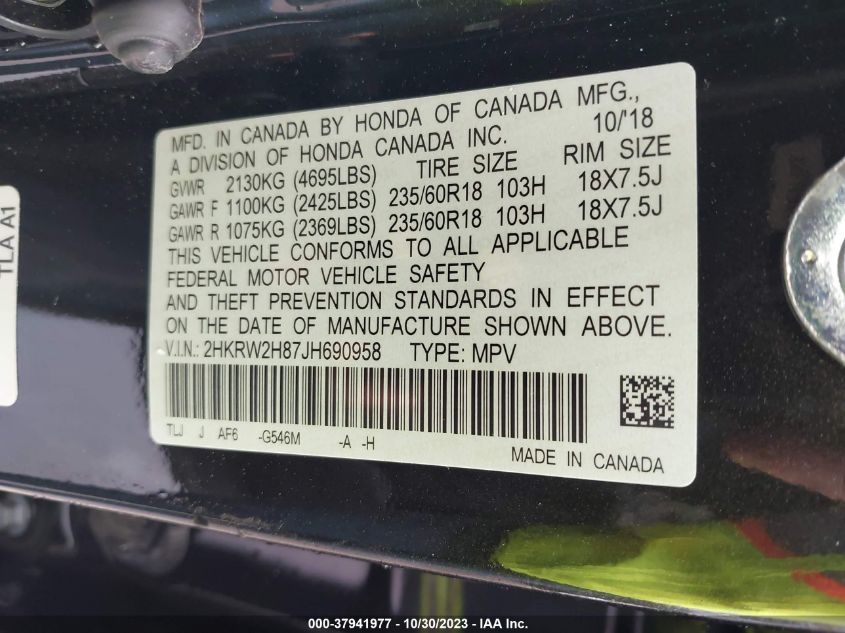 MFD. IN CANADA BY HONDA OF CANADA MFG.,
A DIVISION OF HONDA CANADA INC. 10/'18
GVWR 2130KG (4695LBS) TIRE SIZE RIM SIZE
GAWR F 1100KG (2425LBS) 235/60R18 103H 18X7.5J
GAWR R 1075KG (2369LBS) 235/60R18 103H 18X7.5J
THIS VEHICLE CONFORMS TO ALL APPLICABLE
FEDERAL MOTOR VEHICLE SAFETY
AND THEFT PREVENTION STANDARDS IN EFFECT
ON THE DATE OF MANUFACTURE SHOWN ABOVE.
V.I.N.: 2HKRW2H87JH690958 TYPE: MPV
TLJ J AF6 -G546M -A -H
MADE IN CANADA
TLA A1
000-37941977 - 10/30/2023 - IAA Inc.